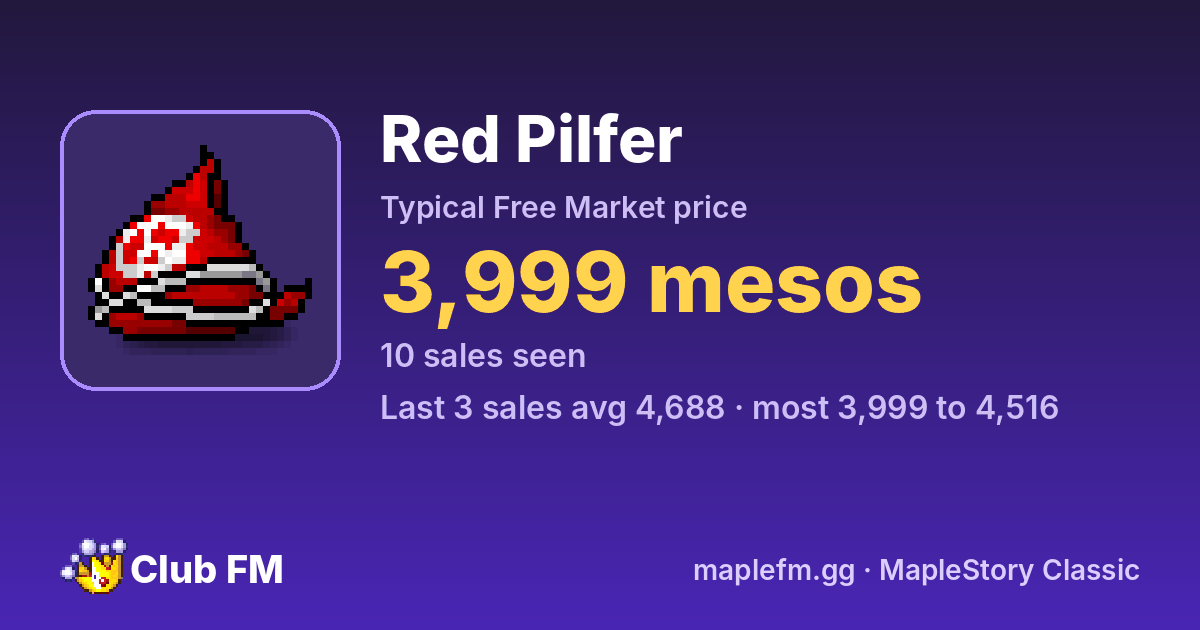 Red Pilfer
Typical Free Market price
3,999 mesos
10 sales seen
Last 3 sales avg 4,688 · most 3,999 to 4,516
Club FM
maplefm.gg · MapleStory Classic